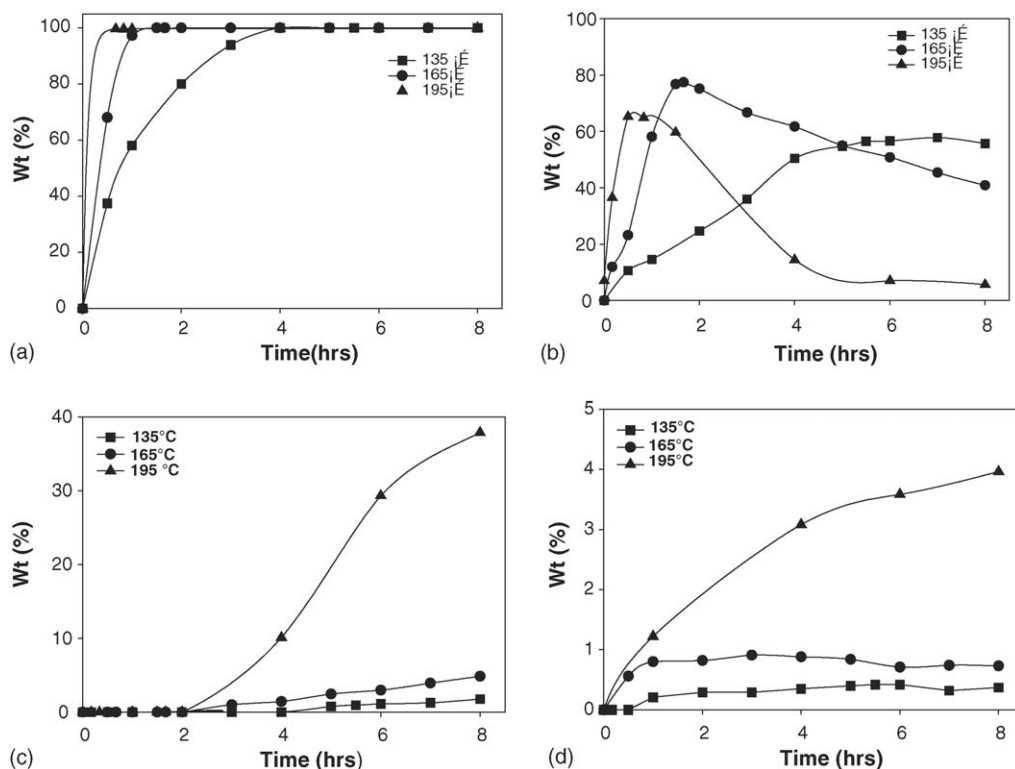 100
80
60
40
20
0
Wt (%)
135 ¡É
165¡É
195¡É
0 2 4 6 8
Time(hrs)
(a)
100
80
60
40
20
0
Wt (%)
135 ¡É
165¡É
195¡É
0 2 4 6 8
Time (hrs)
(b)
40
30
20
10
0
Wt (%)
135°C
165°C
195 °C
0 2 4 6 8
Time (hrs)
(c)
5
4
3
2
1
0
Wt (%)
135°C
165°C
195°C
0 2 4 6 8
Time (hrs)
(d)